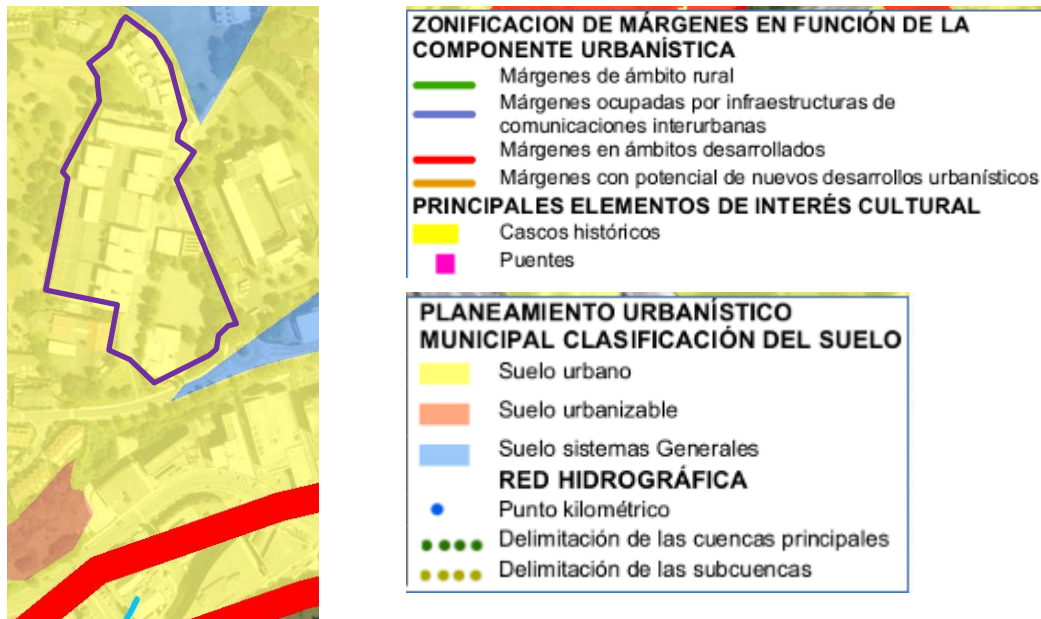 ZONIFICACION DE MÁRGENES EN FUNCIÓN DE LA
COMPONENTE URBANÍSTICA
Márgenes de ámbito rural
Márgenes ocupadas por infraestructuras de
comunicaciones interurbanas
Márgenes en ámbitos desarrollados
Márgenes con potencial de nuevos desarrollos urbanísticos
PRINCIPALES ELEMENTOS DE INTERÉS CULTURAL
Cascos históricos
Puentes
PLANEAMIENTO URBANÍSTICO
MUNICIPAL CLASIFICACIÓN DEL SUELO
Suelo urbano
Suelo urbanizable
Suelo sistemas Generales
RED HIDROGRÁFICA
Punto kilométrico
Delimitación de las cuencas principales
Delimitación de las subcuencas